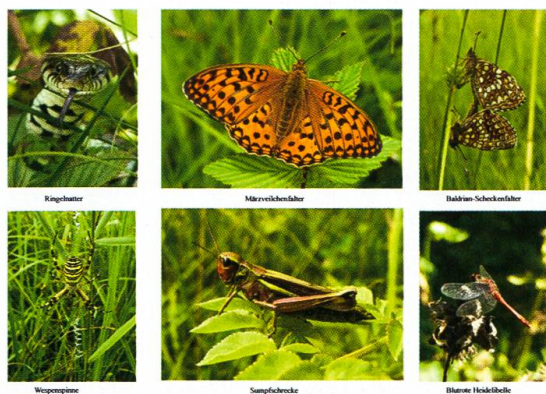 Ringelnatter
Märzveilchenfalter
Baldrian-Scheckenfalter
Wespenspinne
Sumpfschrecke
Blutrote Heidelibelle